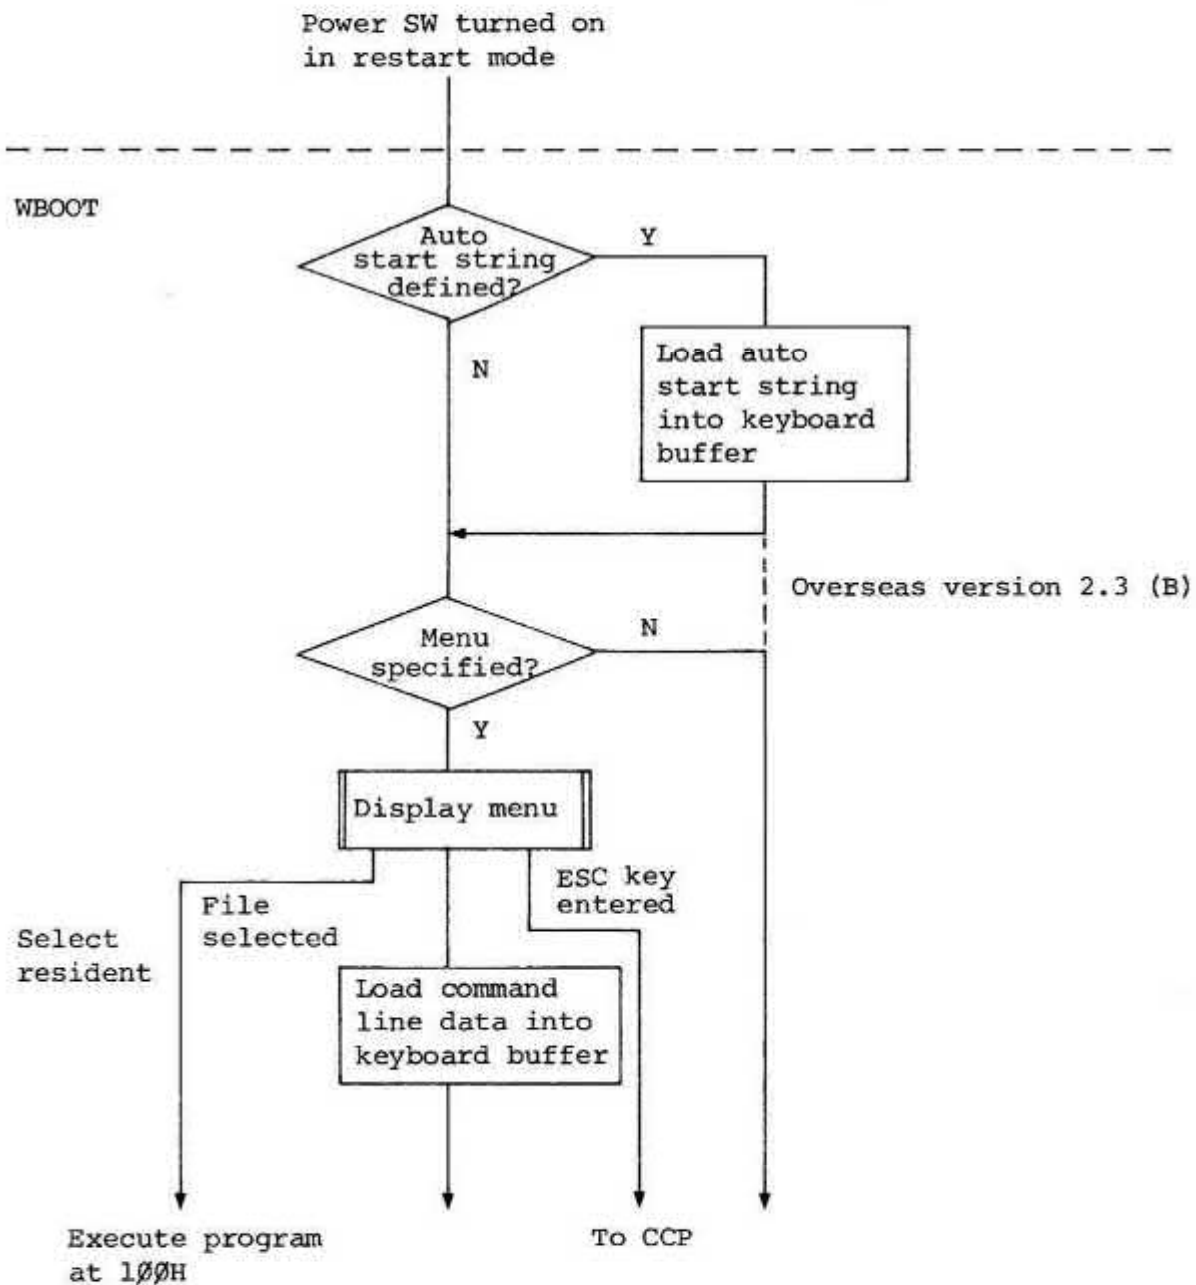 Power SW turned on
in restart mode
WBOOT
Auto
start string
defined?
Y
N
Load auto
start string
into keyboard
buffer
Overseas version 2.3 (B)
Menu
specified?
N
Y
Display menu
File
selected
ESC key
entered
Select
resident
Load command
line data into
keyboard buffer
Execute program
at 1ØØH
To CCP